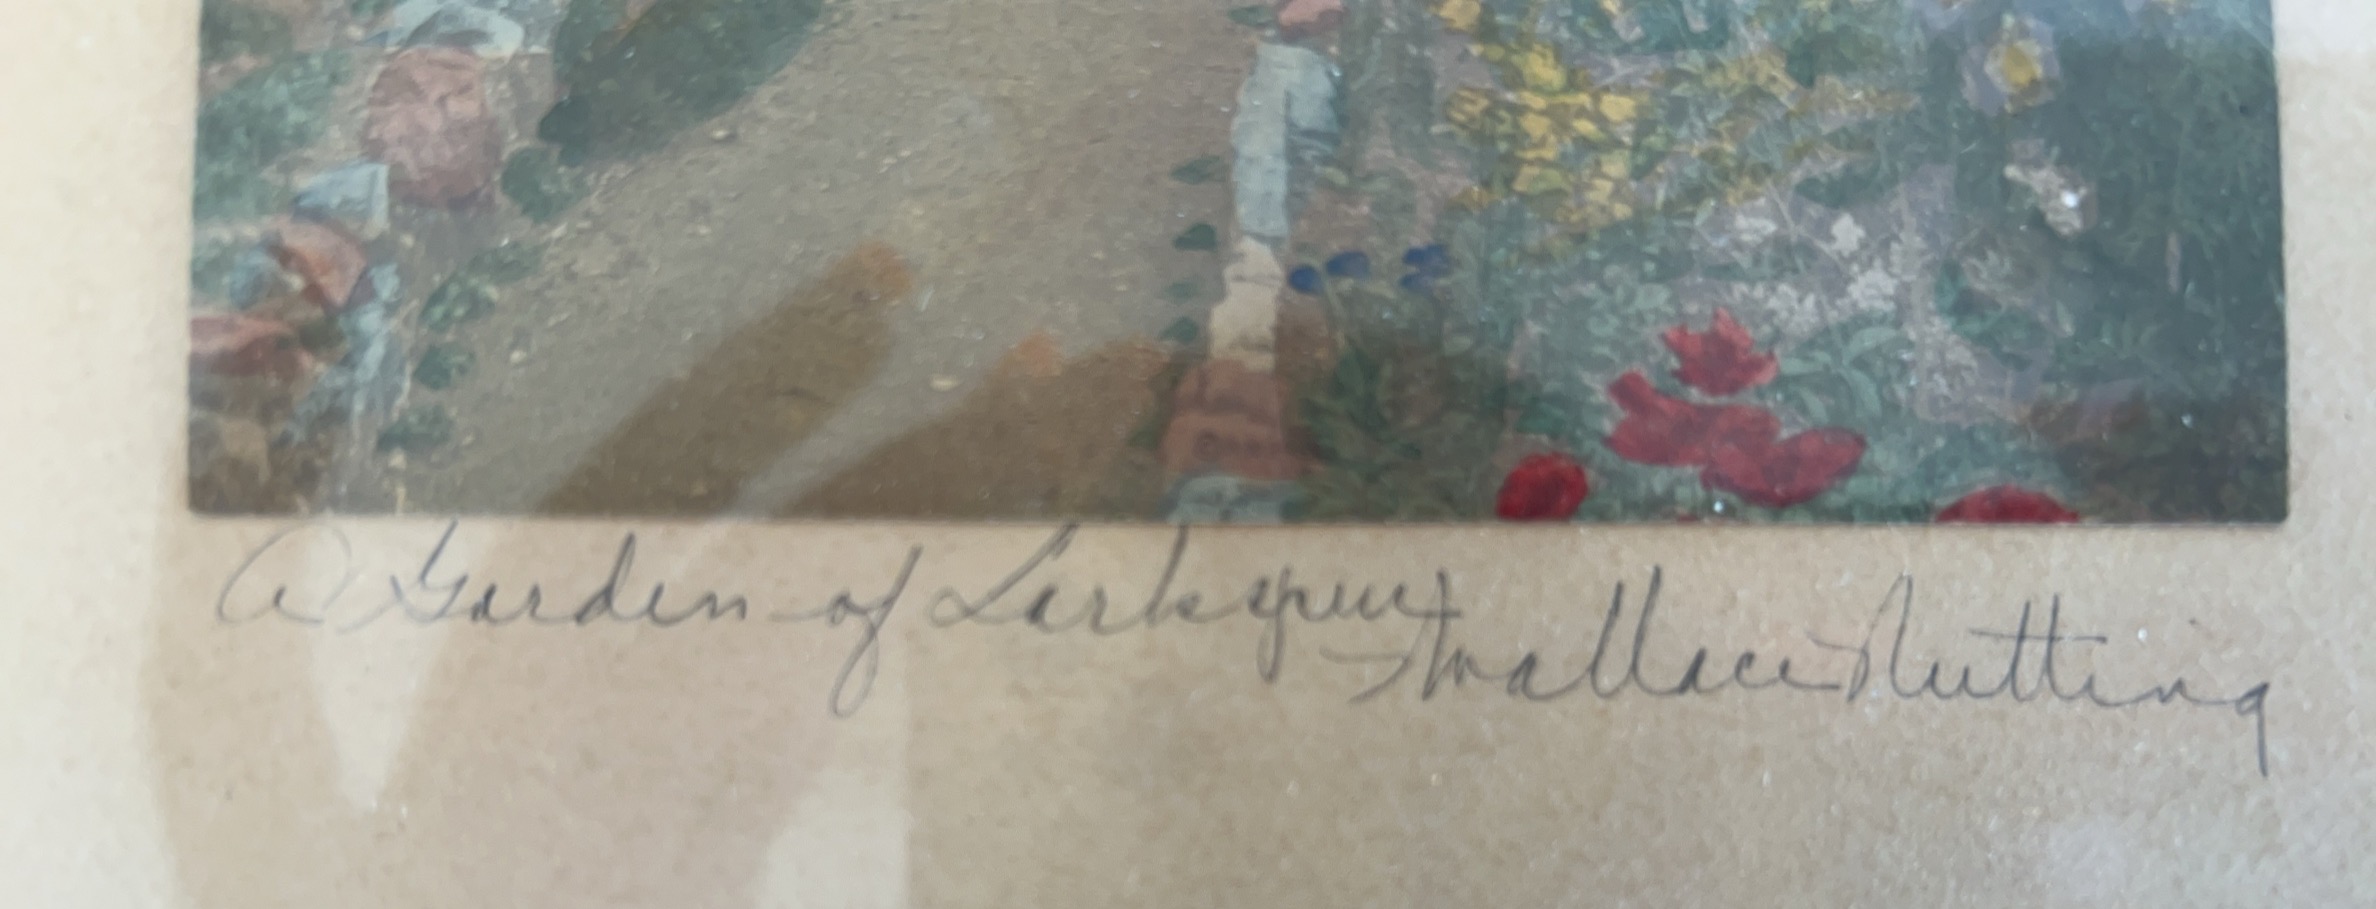 A Garden of Larkspur
Wallace Nutting